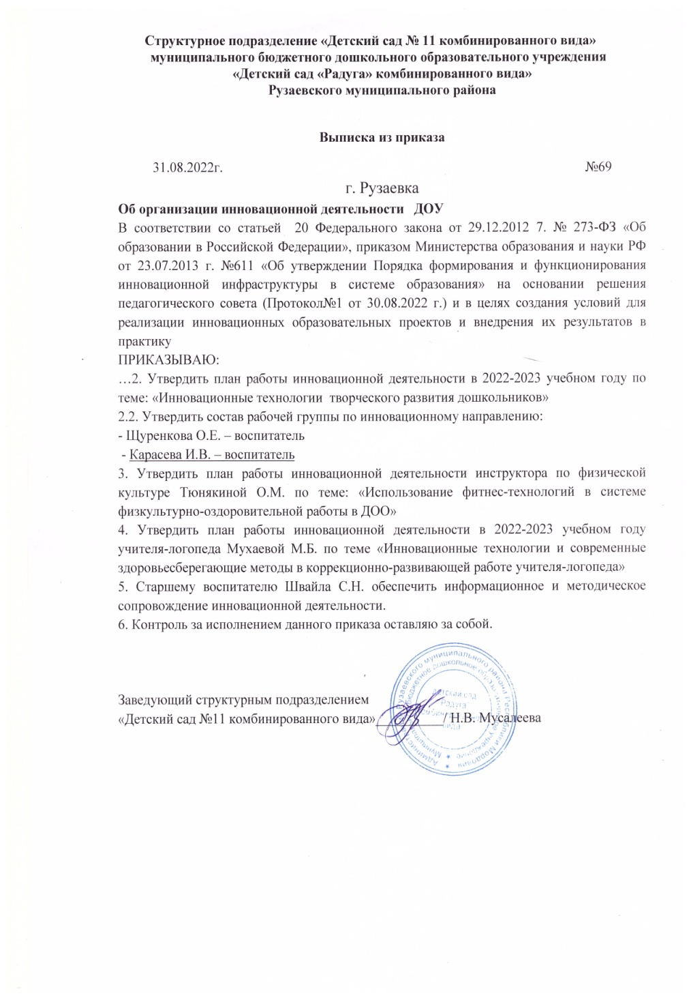 Структурное подразделение «Детский сад № 11 комбинированного вида»
муниципального бюджетного дошкольного образовательного учреждения
«Детский сад «Радуга» комбинированного вида»
Рузаевского муниципального района
Выписка из приказа
31.08.2022г. №69
г. Рузаевка
Об организации инновационной деятельности ДОУ
В соответствии со статьей 20 Федерального закона от 29.12.2012 7. № 273-ФЗ «Об
образовании в Российской Федерации», приказом Министерства образования и науки РФ
от 23.07.2013 г. №611 «Об утверждении Порядка формирования и функционирования
инновационной инфраструктуры в системе образования» на основании решения
педагогического совета (Протокол№1 от 30.08.2022 г.) и в целях создания условий для
реализации инновационных образовательных проектов и внедрения их результатов в
практику
ПРИКАЗЫВАЮ:
…2. Утвердить план работы инновационной деятельности в 2022-2023 учебном году по
теме: «Инновационные технологии творческого развития дошкольников»
2.2. Утвердить состав рабочей группы по инновационному направлению:
- Щуренкова О.Е. – воспитатель
- Карасева И.В. – воспитатель
3. Утвердить план работы инновационной деятельности инструктора по физической
культуре Тюнякиной О.М. по теме: «Использование фитнес-технологий в системе
физкультурно-оздоровительной работы в ДОО»
4. Утвердить план работы инновационной деятельности в 2022-2023 учебном году
учителя-логопеда Мухаевой М.Б. по теме «Инновационные технологии и современные
здоровьесберегающие методы в коррекционно-развивающей работе учителя-логопеда»
5. Старшему воспитателю Швайла С.Н. обеспечить информационное и методическое
сопровождение инновационной деятельности.
6. Контроль за исполнением данного приказа оставляю за собой.
Заведующий структурным подразделением
«Детский сад №11 комбинированного вида»__________/ Н.В. Мусалеева
Рузаевского муниципального района Республики Мордовия
бюджетное дошкольное образовательное учреждение
детский сад
Радуга
вида